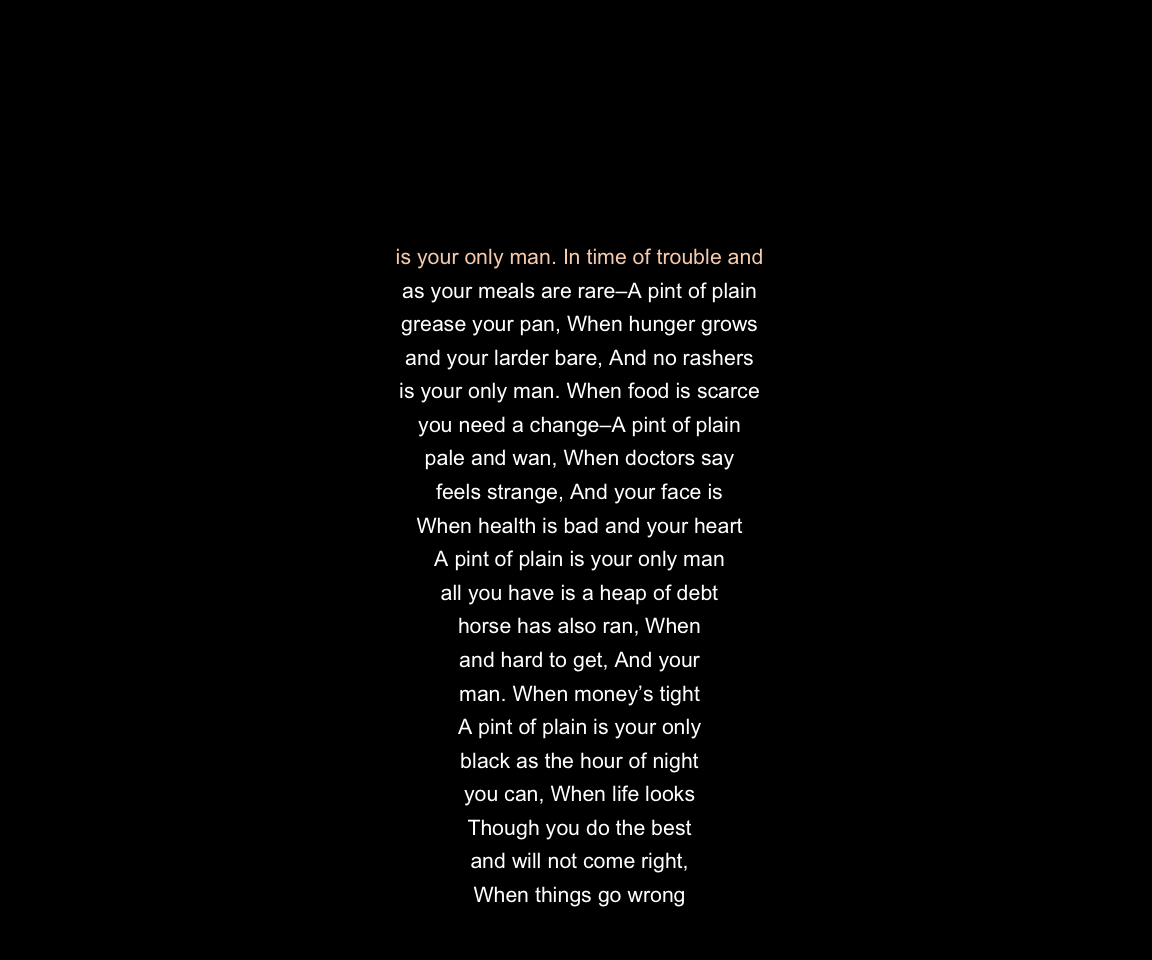 is your only man. In time of trouble and
as your meals are rare–A pint of plain
grease your pan, When hunger grows
and your larder bare, And no rashers
is your only man. When food is scarce
you need a change–A pint of plain
pale and wan, When doctors say
feels strange, And your face is
When health is bad and your heart
A pint of plain is your only man
all you have is a heap of debt
horse has also ran, When
and hard to get, And your
man. When money’s tight
A pint of plain is your only
black as the hour of night
you can, When life looks
Though you do the best
and will not come right,
When things go wrong